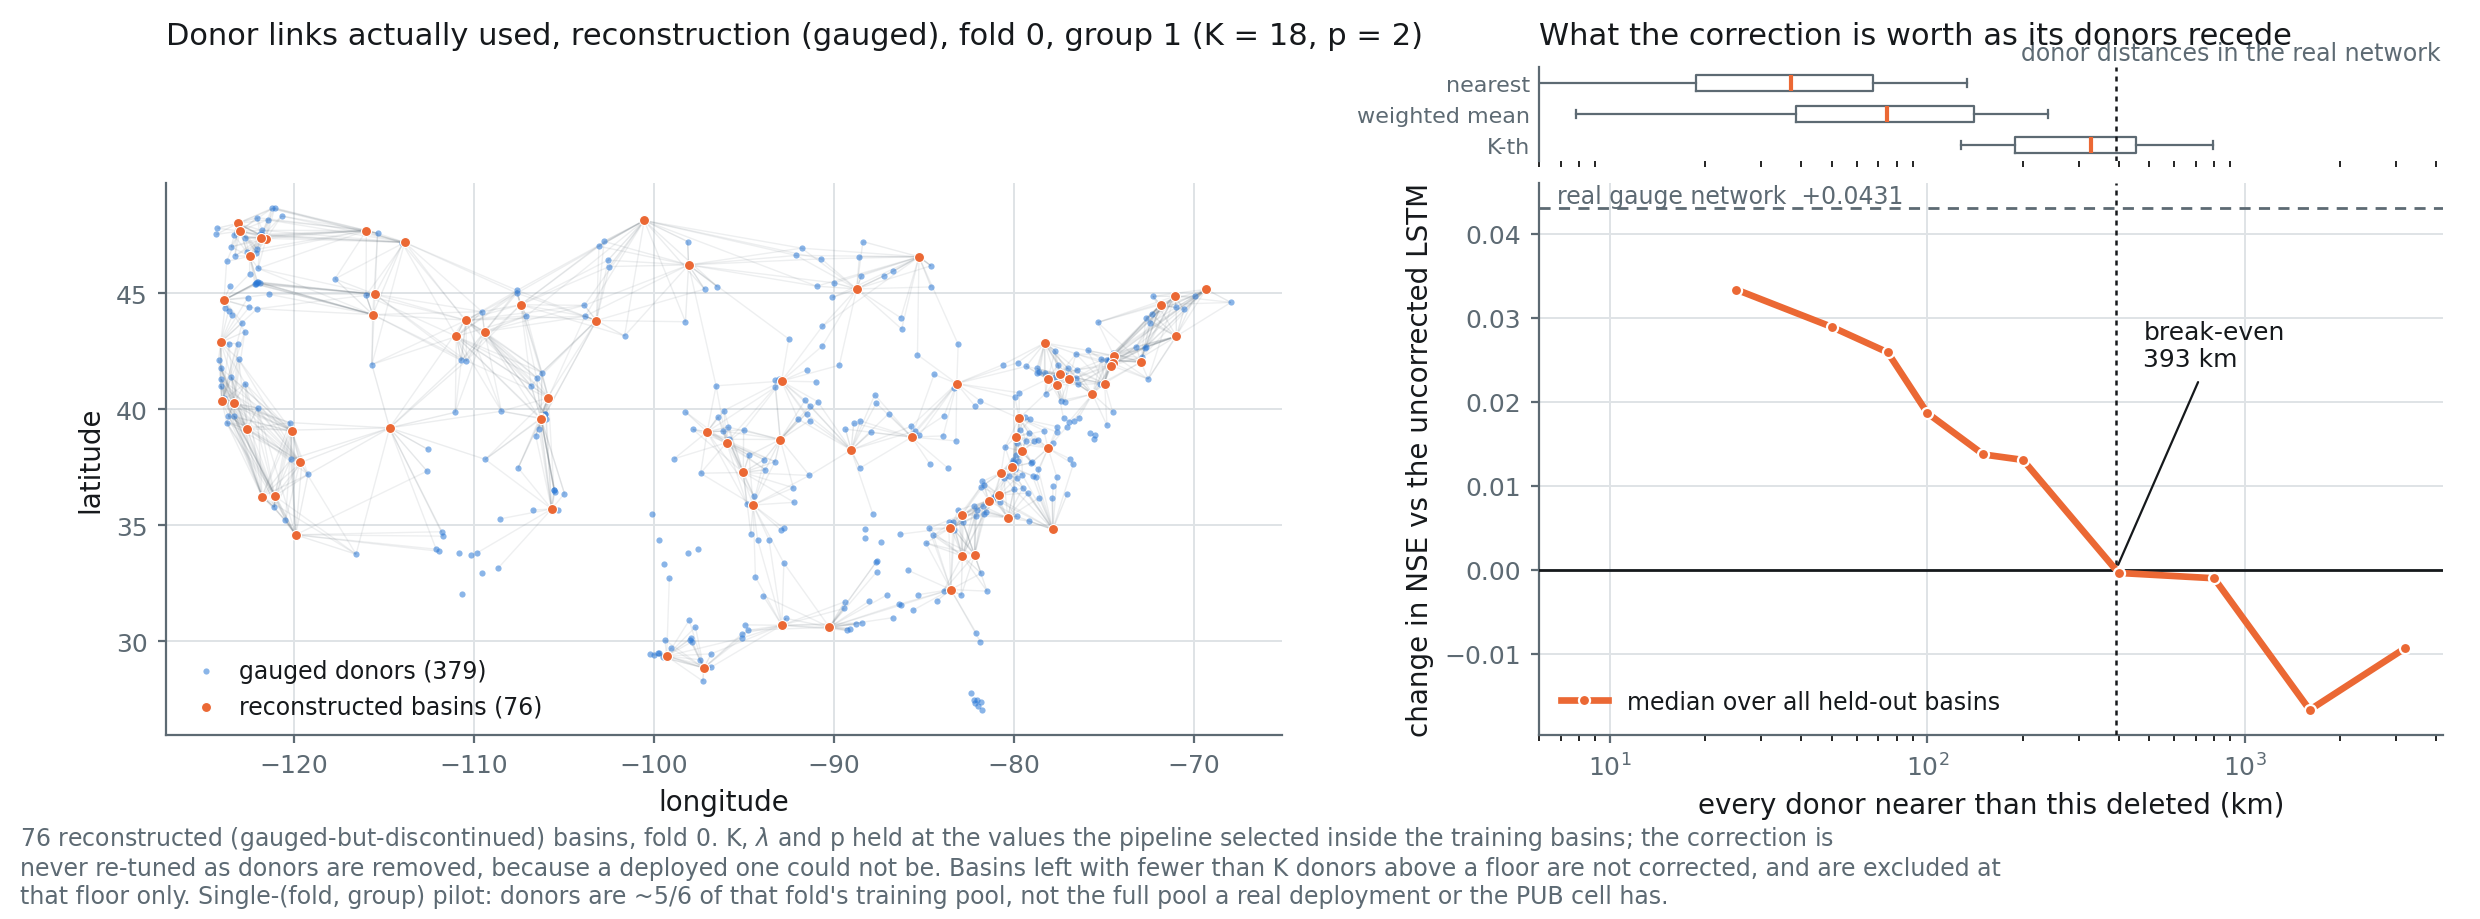 Donor links actually used, reconstruction (gauged), fold 0, group 1 (K = 18, p = 2)
45
40
35
30
latitude
gauged donors (379)
reconstructed basins (76)
−120
−110
−100
−90
−80
−70
longitude
What the correction is worth as its donors recede
donor distances in the real network
nearest
weighted mean
K-th
real gauge network +0.0431
0.04
0.03
0.02
0.01
0.00
−0.01
change in NSE vs the uncorrected LSTM
break-even
393 km
median over all held-out basins
10¹
10²
10³
every donor nearer than this deleted (km)
76 reconstructed (gauged-but-discontinued) basins, fold 0. K, λ and p held at the values the pipeline selected inside the training basins; the correction is
never re-tuned as donors are removed, because a deployed one could not be. Basins left with fewer than K donors above a floor are not corrected, and are excluded at
that floor only. Single-(fold, group) pilot: donors are ~5/6 of that fold's training pool, not the full pool a real deployment or the PUB cell has.